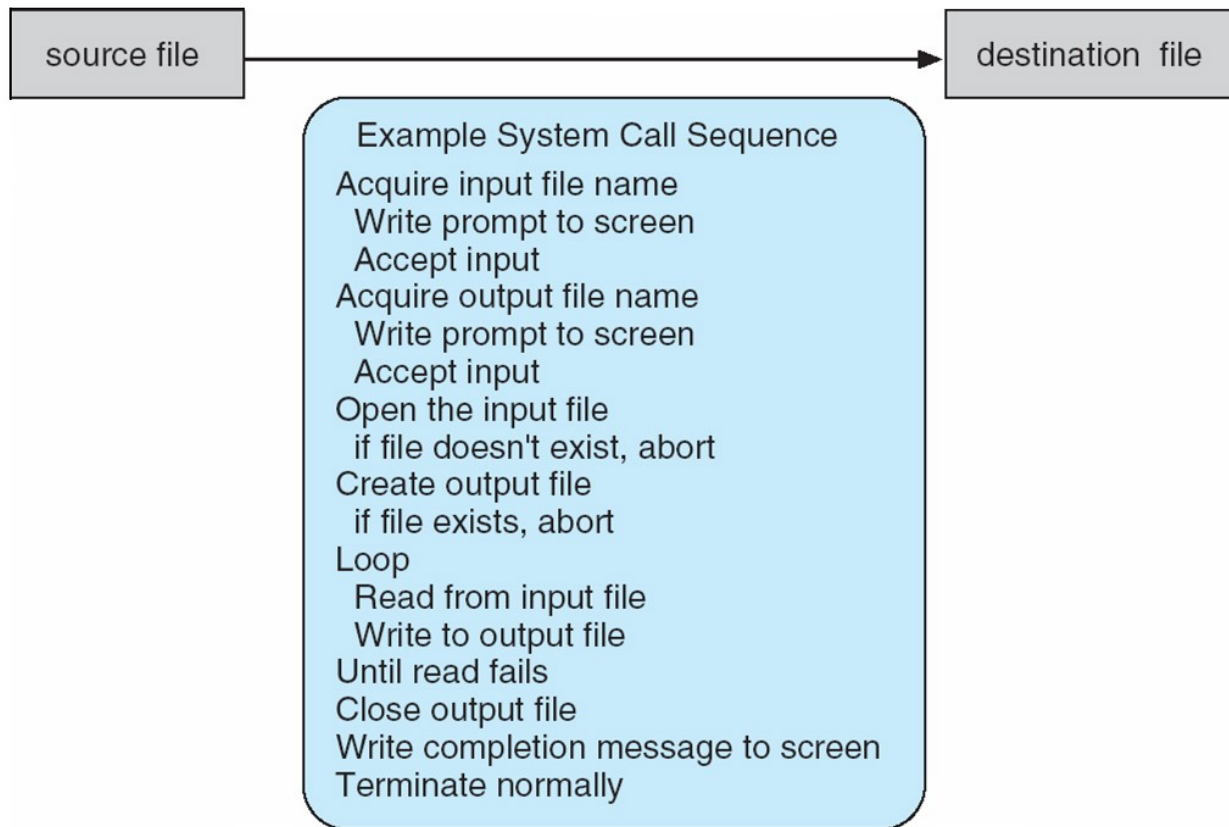 source file
destination file
Example System Call Sequence
Acquire input file name
Write prompt to screen
Accept input
Acquire output file name
Write prompt to screen
Accept input
Open the input file
if file doesn't exist, abort
Create output file
if file exists, abort
Loop
Read from input file
Write to output file
Until read fails
Close output file
Write completion message to screen
Terminate normally